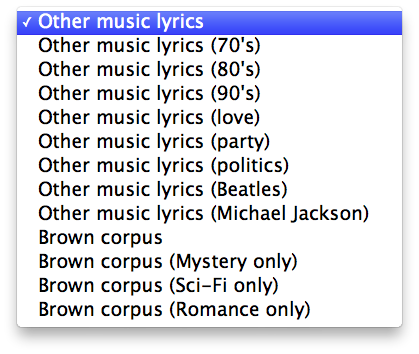 ✓ Other music lyrics
Other music lyrics (70's)
Other music lyrics (80's)
Other music lyrics (90's)
Other music lyrics (love)
Other music lyrics (party)
Other music lyrics (politics)
Other music lyrics (Beatles)
Other music lyrics (Michael Jackson)
Brown corpus
Brown corpus (Mystery only)
Brown corpus (Sci-Fi only)
Brown corpus (Romance only)